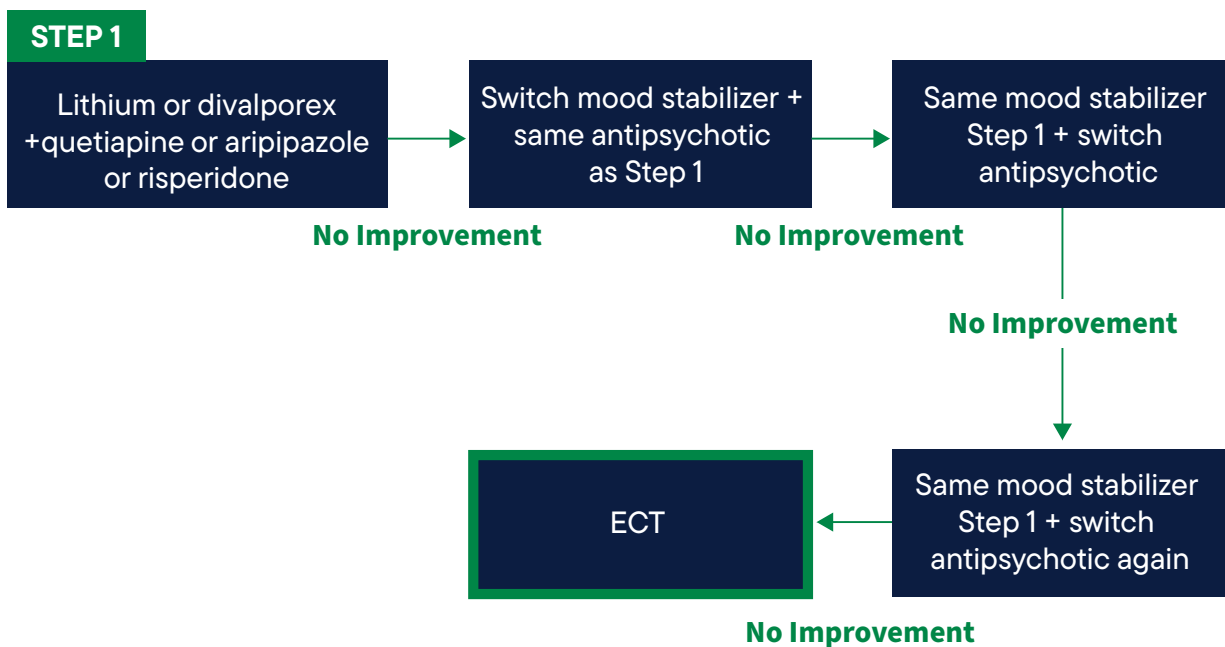 STEP 1
Lithium or divalporex
+quetiapine or aripipazole
or risperidone
No Improvement
Switch mood stabilizer +
same antipsychotic
as Step 1
No Improvement
Same mood stabilizer
Step 1 + switch
antipsychotic
No Improvement
Same mood stabilizer
Step 1 + switch
antipsychotic again
No Improvement
ECT